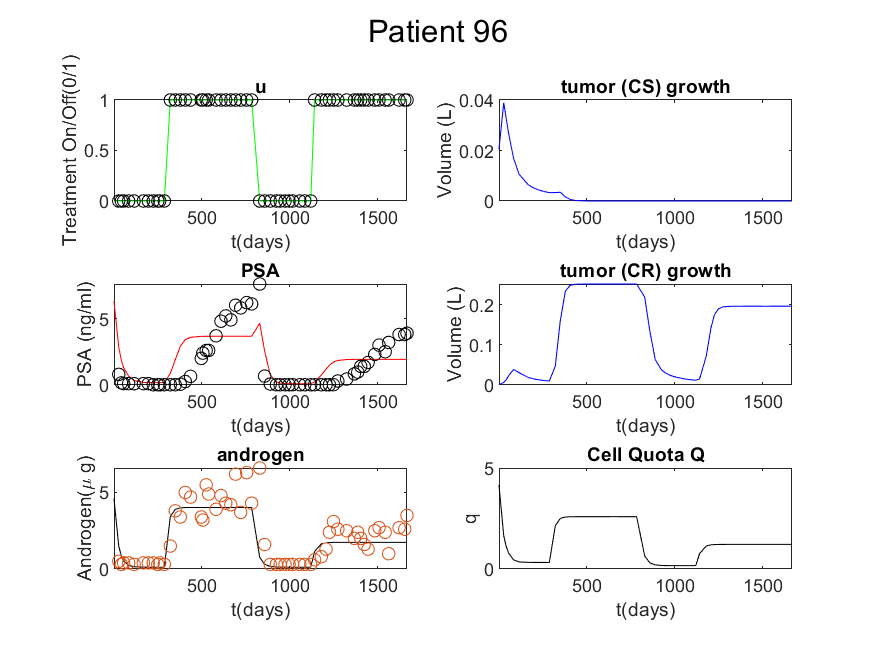 Patient 96
u
Treatment On/Off(0/1)
1
0.5
0
500 1000 1500
t(days)
tumor (CS) growth
Volume (L)
0.04
0.02
0
500 1000 1500
t(days)
PSA
PSA (ng/ml)
5
0
500 1000 1500
t(days)
tumor (CR) growth
Volume (L)
0.2
0.1
0
500 1000 1500
t(days)
androgen
Androgen(μ g)
5
0
500 1000 1500
t(days)
Cell Quota Q
q
5
0
500 1000 1500
t(days)